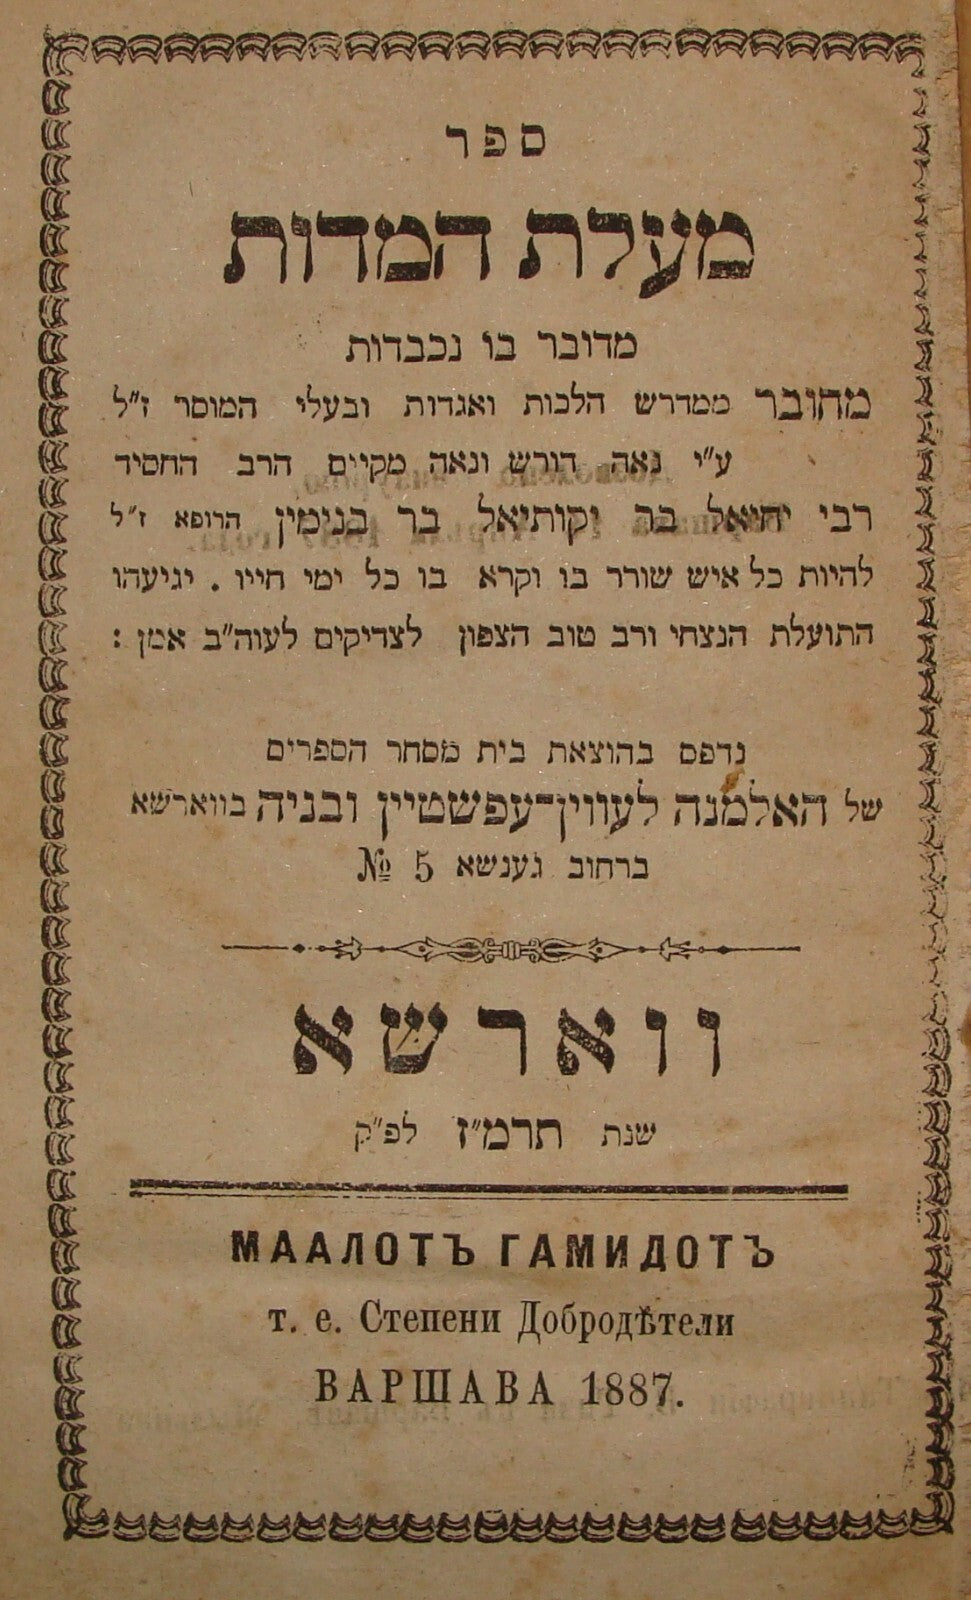 ספר
מעלת המדות
מדובר בו נכבדות
מחובר ממדרש הלכות ואגדות ובעלי המוסר ז"ל
ע"י נאה דורש ונאה מקיים הרב החסיד
רבי יחיאל בר יקותיאל בר בנימין הרופא ז"ל
להיות כל איש שורר בו וקרא בו כל ימי חייו . יגיעהו
התועלת הנצחי ורב טוב הצפון לצדיקים לעוה"ב אמן :
נדפס בהוצאת בית מסחר הספרים
של האלמנה לעווין־עפשטיין ובניה בווארשא
ברחוב גענשא 5 №
ווארשא
שנת תרמ"ז לפ"ק
МААЛОТЪ ГАМИДОТЪ
т. е. Степени Добродѣтели
ВАРШАВА 1887.